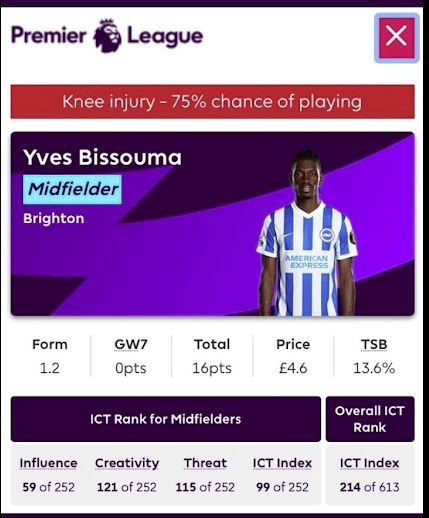 Premier League
Knee injury - 75% chance of playing
Yves Bissouma
Midfielder
Brighton
AMERICAN
EXPRESS
Form GW7 Total Price TSB
1.2 0pts 16pts £4.6 13.6%
ICT Rank for Midfielders
Overall ICT
Rank
Influence Creativity Threat ICT Index ICT Index
59 of 252 121 of 252 115 of 252 99 of 252 214 of 613